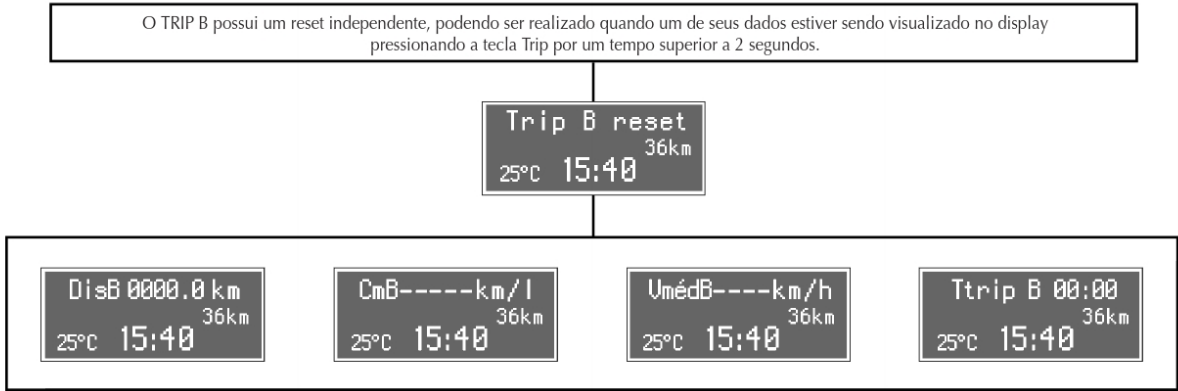 O TRIP B possui um reset independente, podendo ser realizado quando um de seus dados estiver sendo visualizado no display
pressionando a tecla Trip por um tempo superior a 2 segundos.
Trip B reset
36km
25°C 15:40
DisB 0000.0 km
36km
25°C 15:40
CmB-----km/l
36km
25°C 15:40
VmédB----km/h
36km
25°C 15:40
Ttrip B 00:00
36km
25°C 15:40